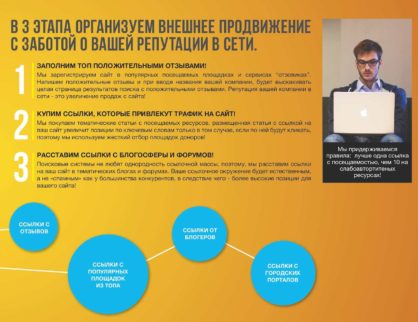 В 3 ЭТАПА ОРГАНИЗУЕМ ВНЕШНЕЕ ПРОДВИЖЕНИЕ
С ЗАБОТОЙ О ВАШЕЙ РЕПУТАЦИИ В СЕТИ.
1
ЗАПОЛНИМ ТОП ПОЛОЖИТЕЛЬНЫМИ ОТЗЫВАМИ!
Мы зарегистрируем сайт в популярных посещаемых площадках и сервисах "отзовиках".
Напишем положительные отзывы и при вводе названия вашей компании, будет выскакивать
целая страница результатов поиска с положительными отзывами. Репутация вашей компании в
сети - это увеличение продаж с сайта!
2
КУПИМ ССЫЛКИ, КОТОРЫЕ ПРИВЛЕКУТ ТРАФИК НА САЙТ!
Мы покупаем тематические статьи с посещаемых ресурсов, размещенная статья с ссылкой на
ваш сайт увеличит позиции по ключевым словам только в том случае, если по ней будут кликать,
поэтому мы используем жесткий отбор площадок доноров!
3
РАССТАВИМ ССЫЛКИ С БЛОГОСФЕРЫ И ФОРУМОВ!
Поисковые системы не любят однородность ссылочной массы, поэтому, мы расставим ссылки
на ваш сайт в тематических блогах и форумах. Ваше ссылочное окружение будет естественным,
а не «спамным» как у большинства конкурентов, в следствие чего - более высокие позиции для
вашего сайта!
Мы придерживаемся
правила: лучше одна ссылка
с посещаемостью, чем 10 на
слабоавторитетных
ресурсах!
ССЫЛКИ С
ОТЗЫВОВ
ССЫЛКИ С
ПОПУЛЯРНЫХ
ПЛОЩАДОК
ИЗ ТОПА
ССЫЛКИ ОТ
БЛОГЕРОВ
ССЫЛКИ С
ГОРОДСКИХ
ПОРТАЛОВ